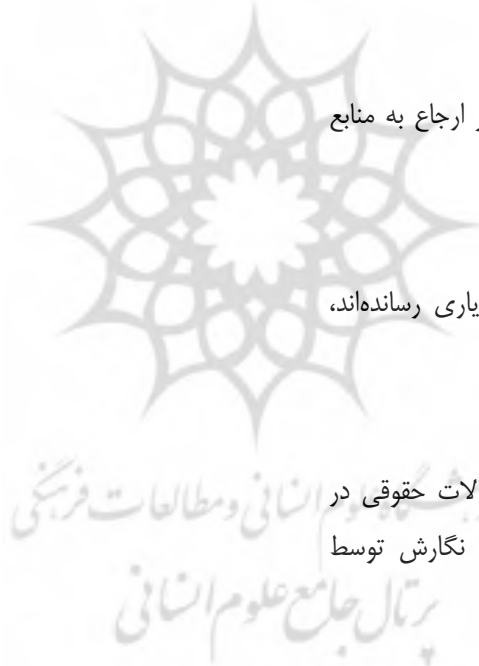 ر ارجاع به منابع
یاری رسانده‌اند،
الات حقوقی در
نگارش توسط
پژوهشگاه علوم انسانی و مطالعات فرهنگی
پرتال جامع علوم انسانی